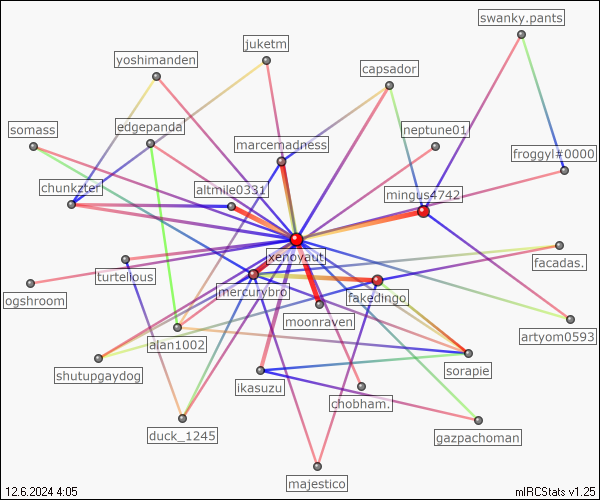 swanky.pants
juketm
yoshimanden
capsador
somass
edgepanda
neptune01
marcemadness
froggyl#0000
chunkzter
altmile0331
mingus4742
xenoyaut
turtelious
facadas.
mercurybro
fakedingo
ogshroom
moonraven
artyom0593
alan1002
shutupgaydog
sorapie
ikasuzu
chobham.
duck_1245
gazpachoman
majestico
12.6.2024 4:05
mIRCStats v1.25